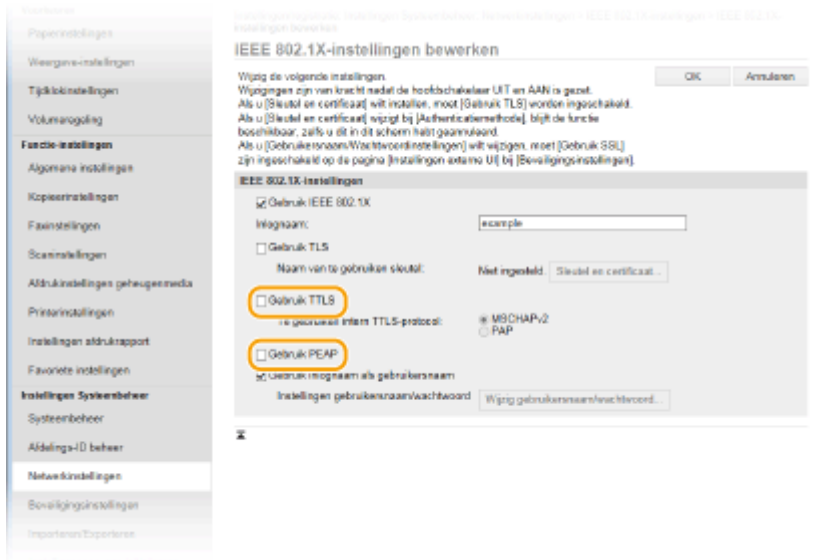 Papierinstellingen
Weergave-instellingen
Tijdklokinstellingen
Volumeregeling
Functie-instellingen
Algemene instellingen
Kopieerinstellingen
Faxinstellingen
Scaninstellingen
Afdrukinstellingen geheugenmedia
Printerinstellingen
Instellingen afdrukrapport
Favoriete instellingen
Instellingen Systeembeheer
Systeembeheer
Afdelings-ID beheer
Netwerkinstellingen
Beveiligingsinstellingen
Importeren/Exporteren
IEEE 802.1X-instellingen bewerken
Wijzig de volgende instellingen.
Wijzigingen zijn van kracht nadat de hoofdschakelaar UIT en AAN is gezet.
Als u [Sleutel en certificaat] wilt instellen, moet [Gebruik TLS] worden ingeschakeld.
Als u [Sleutel en certificaat] wijzigt bij [Authenticatiemethode], blijft de functie
beschikbaar, zelfs u dit in dit scherm hebt geannuleerd.
Als u [Gebruikersnaam/Wachtwoordinstellingen] wilt wijzigen, moet [Gebruik SSL]
zijn ingeschakeld op de pagina [Instellingen externe UI] bij [Beveiligingsinstellingen].
OK
Annuleren
IEEE 802.1X-instellingen
Gebruik IEEE 802.1X
Inlognaam:
example
Gebruik TLS
Naam van te gebruiken sleutel:
Niet ingesteld.
Sleutel en certificaat...
Gebruik TTLS
Te gebruiken intern TTLS-protocol:
MSCHAPv2
PAP
Gebruik PEAP
Gebruik inlognaam als gebruikersnaam
Instellingen gebruikersnaam/wachtwoord
Wijzig gebruikersnaam/wachtwoord...